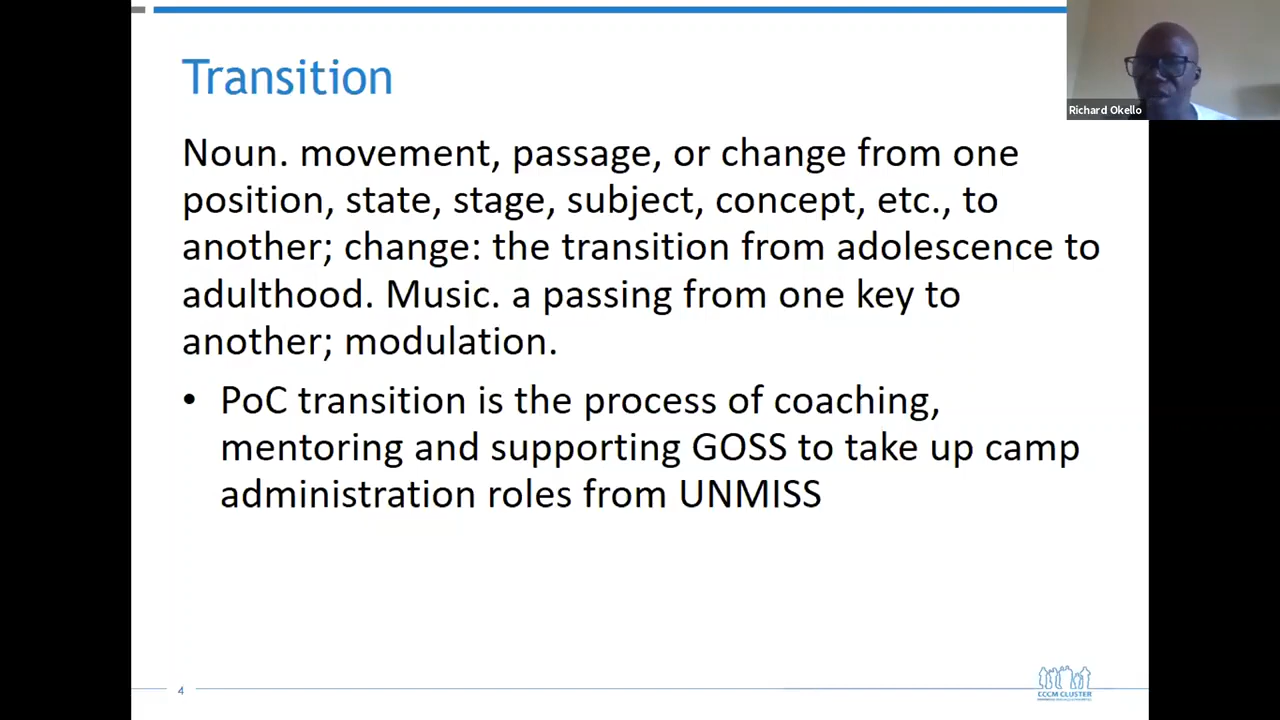 Transition
Richard Okello
Noun. movement, passage, or change from one
position, state, stage, subject, concept, etc., to
another; change: the transition from adolescence to
adulthood. Music. a passing from one key to
another; modulation.
• PoC transition is the process of coaching,
mentoring and supporting GOSS to take up camp
administration roles from UNMISS
4
CCCM CLUSTER